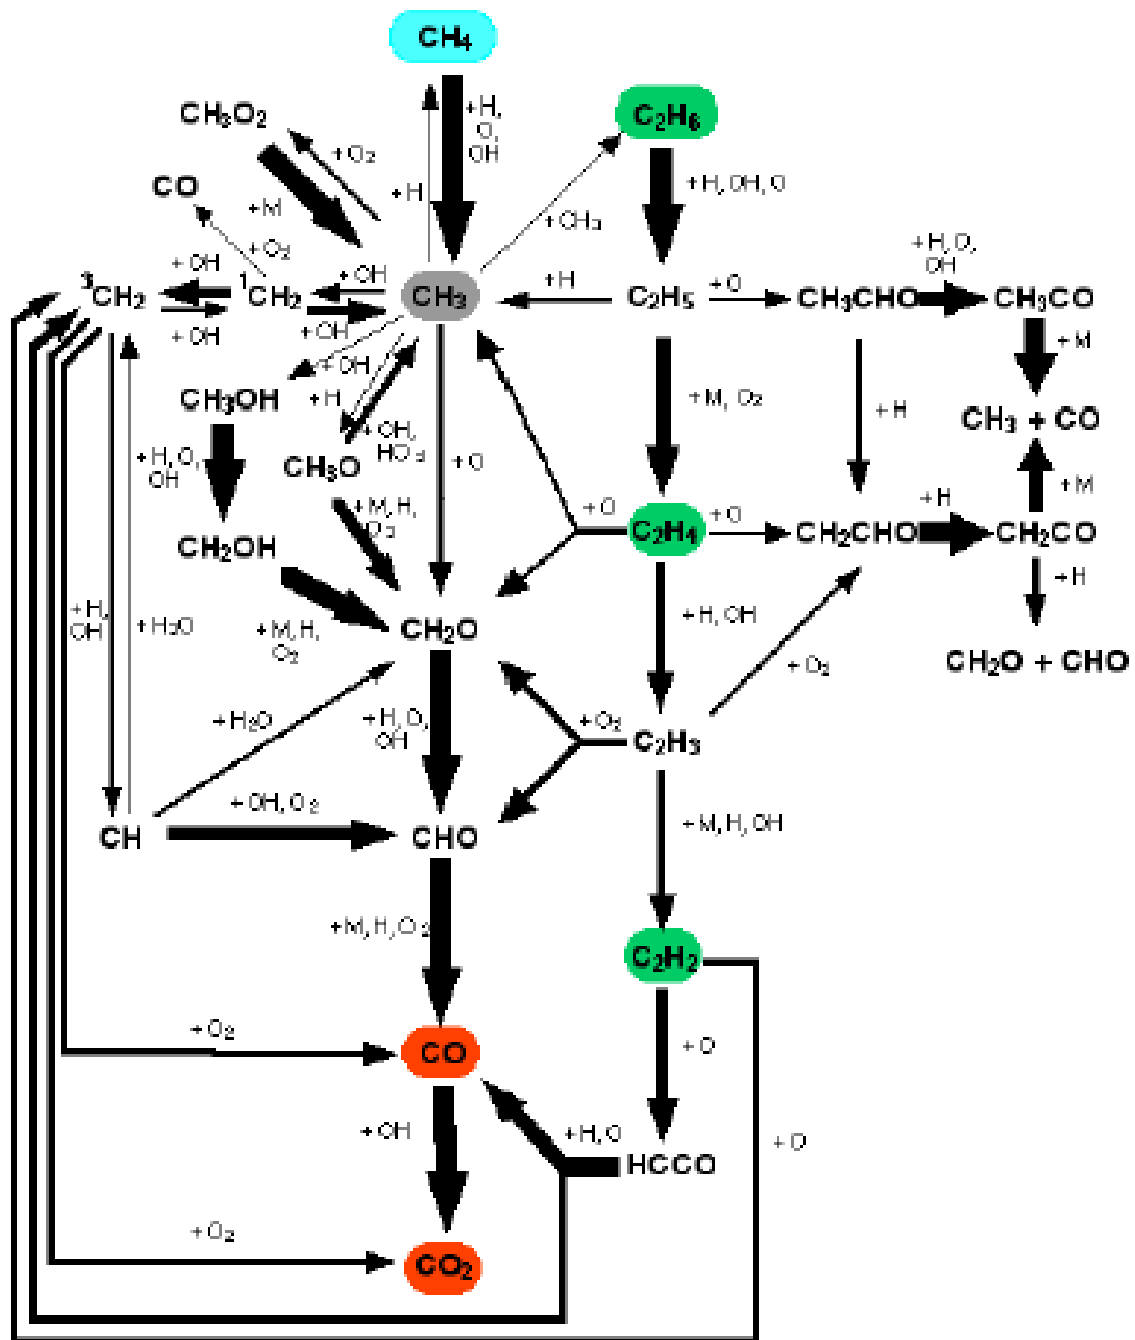 CH4
+ H,
O,
OH
CH3O2
C2H6
+ O2
CO
+ H
+ H, OH, O
+ M
+ CH3
+ O2
+ OH
+ H, O,
OH
3CH2
1CH2
+ OH
CH3
+ H
C2H5
+ O
CH3CHO
CH3CO
+ OH
+ OH
+ OH
+ M
CH3OH
+ H
+ M, O2
+ H
CH3 + CO
+ OH,
HO2
+ H, O,
OH
CH3O
+ O
+ M
+ M, H,
O2
+ O
C2H4
+ O
CH2CHO
+ H
CH2CO
CH2OH
+ H
+ H,
OH
+ H2O
+ M, H,
O2
CH2O
+ H, OH
CH2O + CHO
+ O2
+ H2O
+ H, O,
OH
+ O2
C2H3
+ OH, O2
CH
CHO
+ M, H, OH
+ M, H, O2
C2H2
+ O2
CO
+ O
+ OH
+ H, O
HCCO
+ O
+ O2
CO2